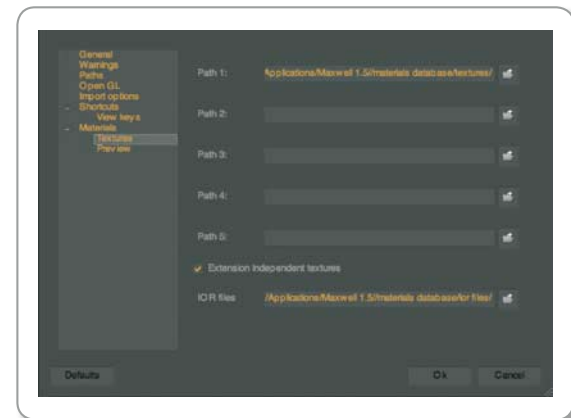 General
Warnings
Paths
Open GL
Import options
- Shortcuts
View keys
- Materials
Textures
Preview
Path 1: Applications/Maxwell 1.5//materials database/textures/
Path 2:
Path 3:
Path 4:
Path 5:
Extension independent textures
IOR files /Applications/Maxwell 1.5//materials database/ior files/
Defaults
Ok
Cancel